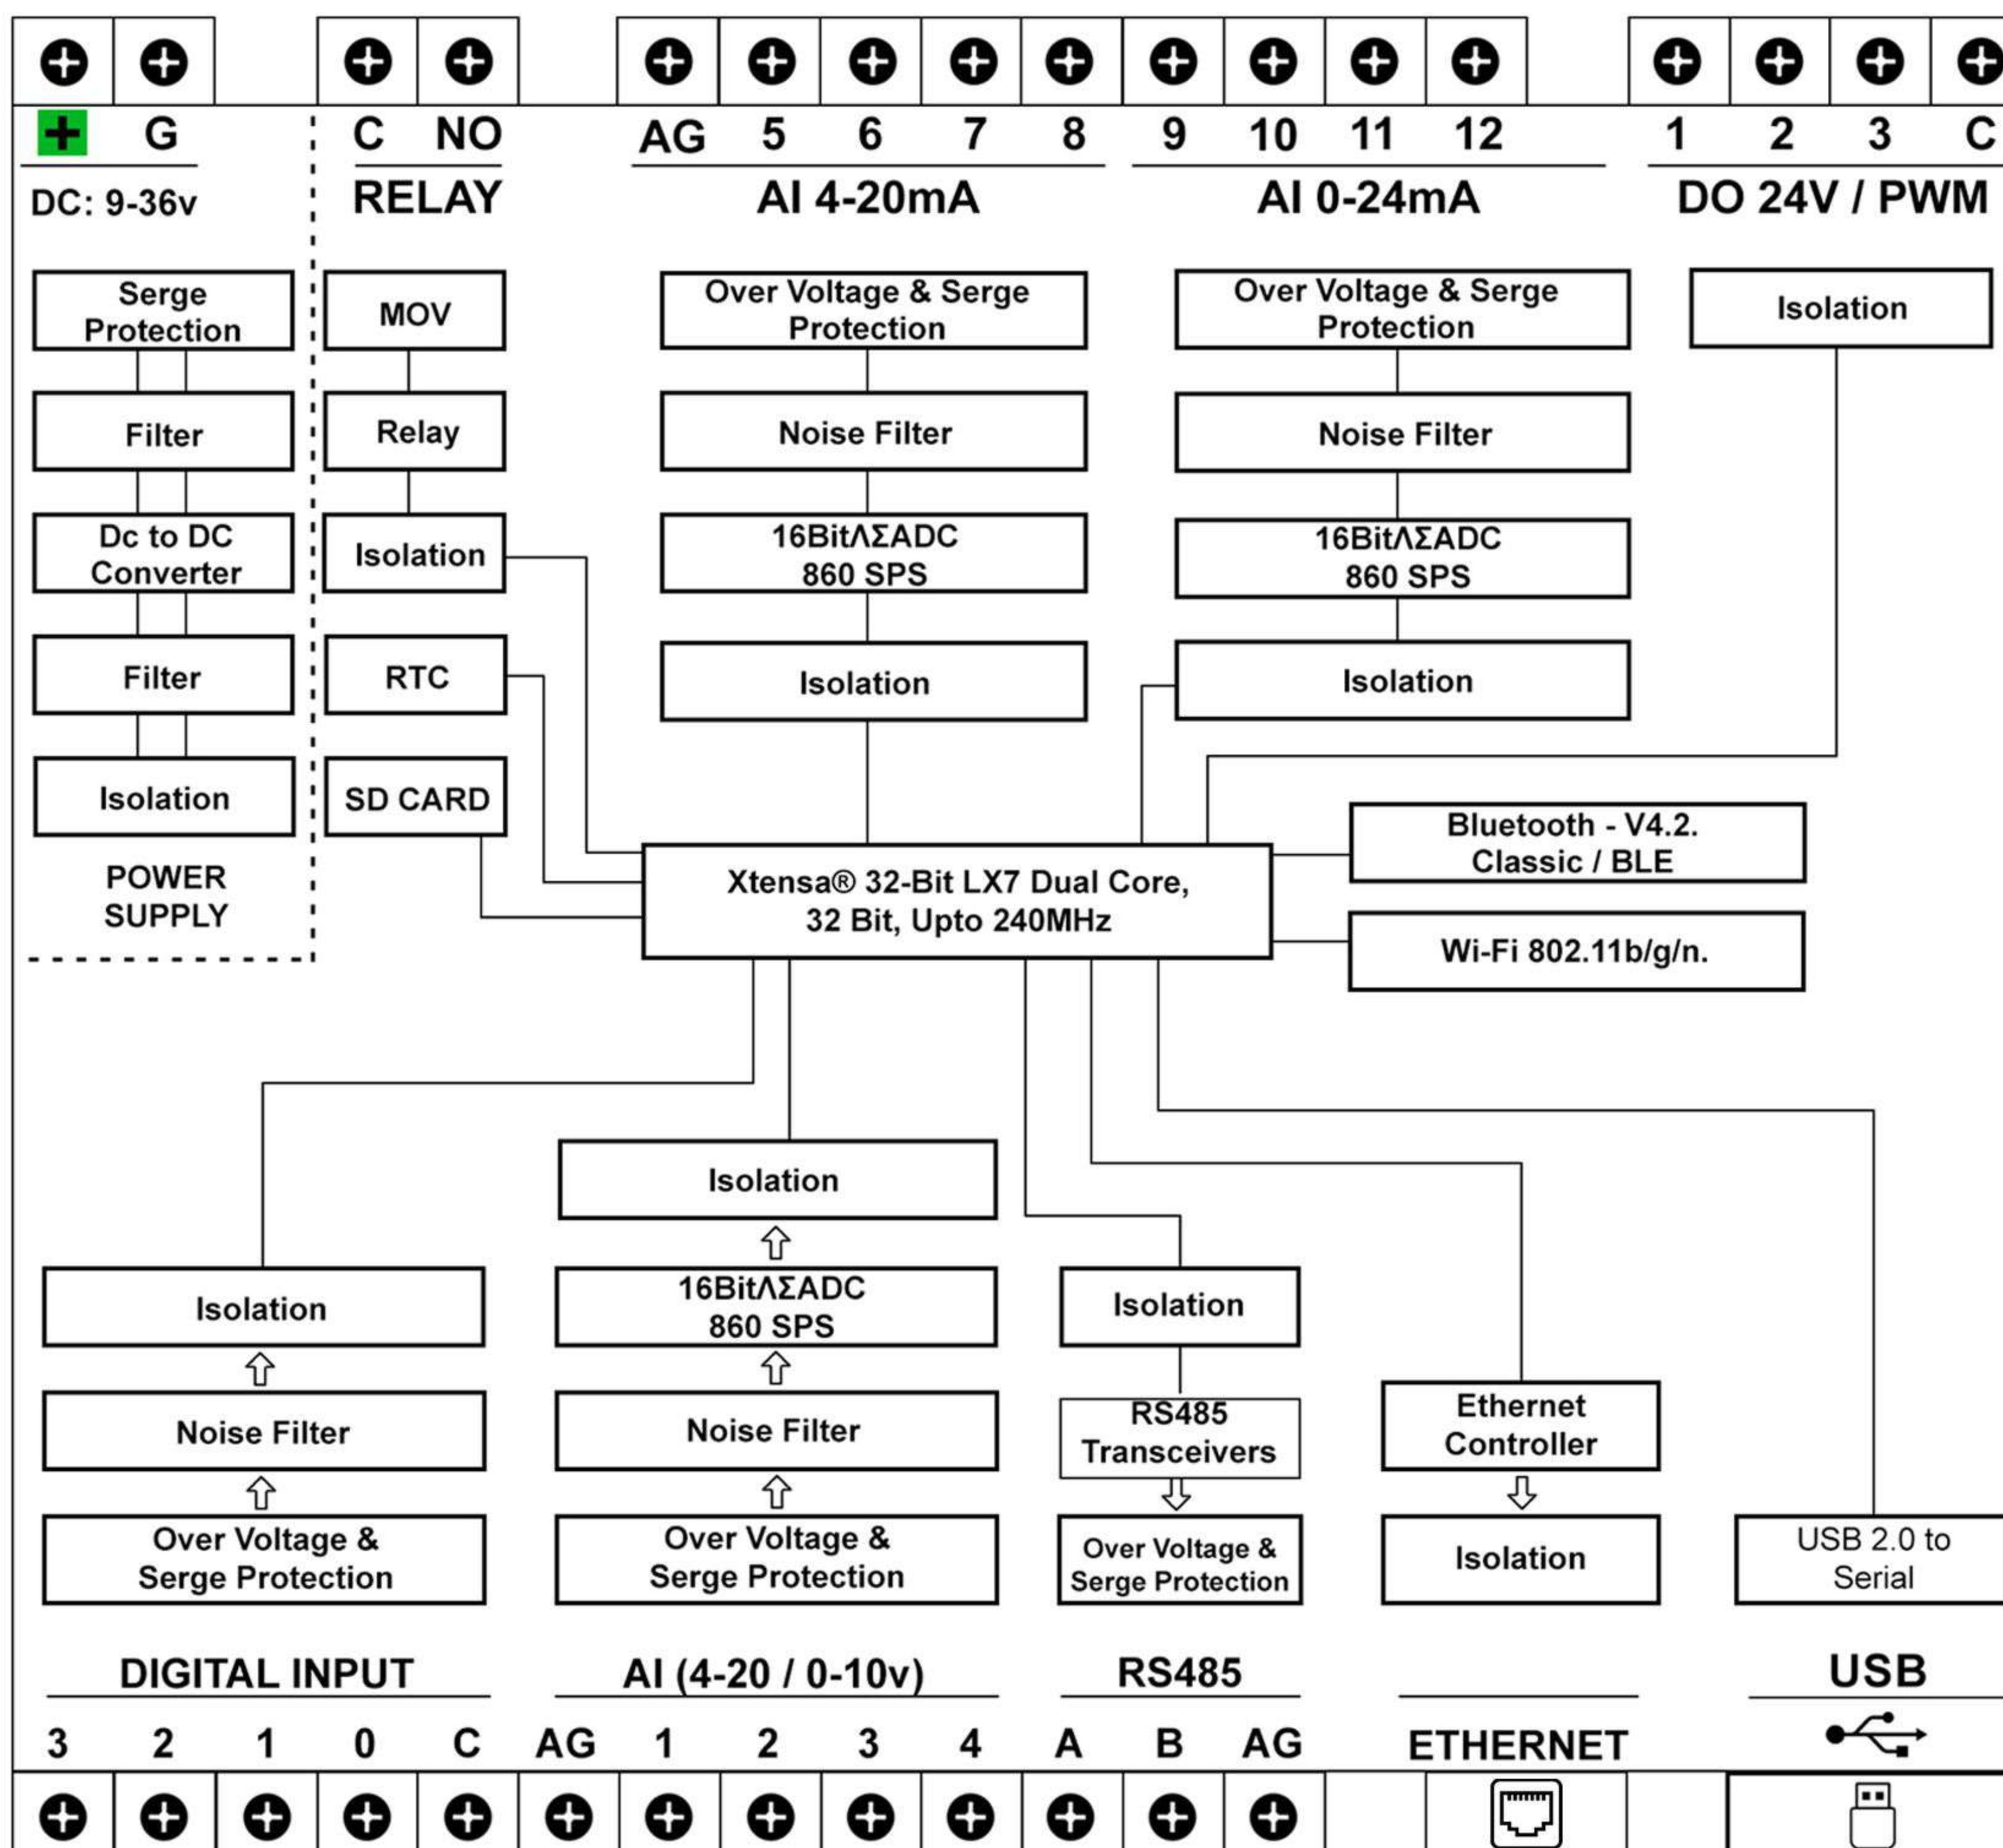 + G C NO AG 5 6 7 8 9 10 11 12 1 2 3 C
DC: 9-36v
RELAY
AI 4-20mA
AI 0-24mA
DO 24V / PWM
Serge
Protection
Filter
Dc to DC
Converter
Filter
Isolation
POWER
SUPPLY
MOV
Relay
Isolation
RTC
SD CARD
Over Voltage & Serge
Protection
Noise Filter
16BitΛΣADC
860 SPS
Isolation
Over Voltage & Serge
Protection
Noise Filter
16BitΛΣADC
860 SPS
Isolation
Isolation
Xtensa® 32-Bit LX7 Dual Core,
32 Bit, Upto 240MHz
Bluetooth - V4.2.
Classic / BLE
Wi-Fi 802.11b/g/n.
Isolation
Noise Filter
Over Voltage &
Serge Protection
Isolation
16BitΛΣADC
860 SPS
Noise Filter
Over Voltage &
Serge Protection
Isolation
RS485
Transceivers
Over Voltage &
Serge Protection
Ethernet
Controller
Isolation
USB 2.0 to
Serial
DIGITAL INPUT
AI (4-20 / 0-10v)
RS485
USB
3 2 1 0 C AG 1 2 3 4 A B AG
ETHERNET